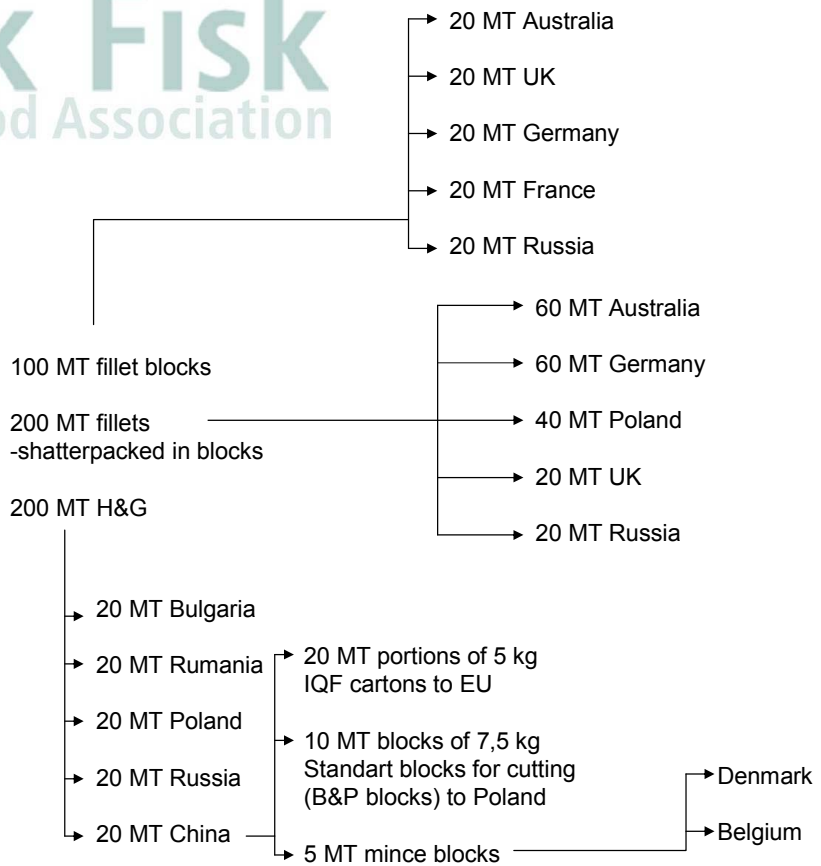 k Fisk
od Association
20 MT Australia
20 MT UK
20 MT Germany
20 MT France
20 MT Russia
100 MT fillet blocks
200 MT fillets
-shatterpacked in blocks
60 MT Australia
60 MT Germany
40 MT Poland
20 MT UK
20 MT Russia
200 MT H&G
20 MT Bulgaria
20 MT Rumania
20 MT Poland
20 MT Russia
20 MT China
20 MT portions of 5 kg
IQF cartons to EU
10 MT blocks of 7,5 kg
Standart blocks for cutting
(B&P blocks) to Poland
5 MT mince blocks
Denmark
Belgium